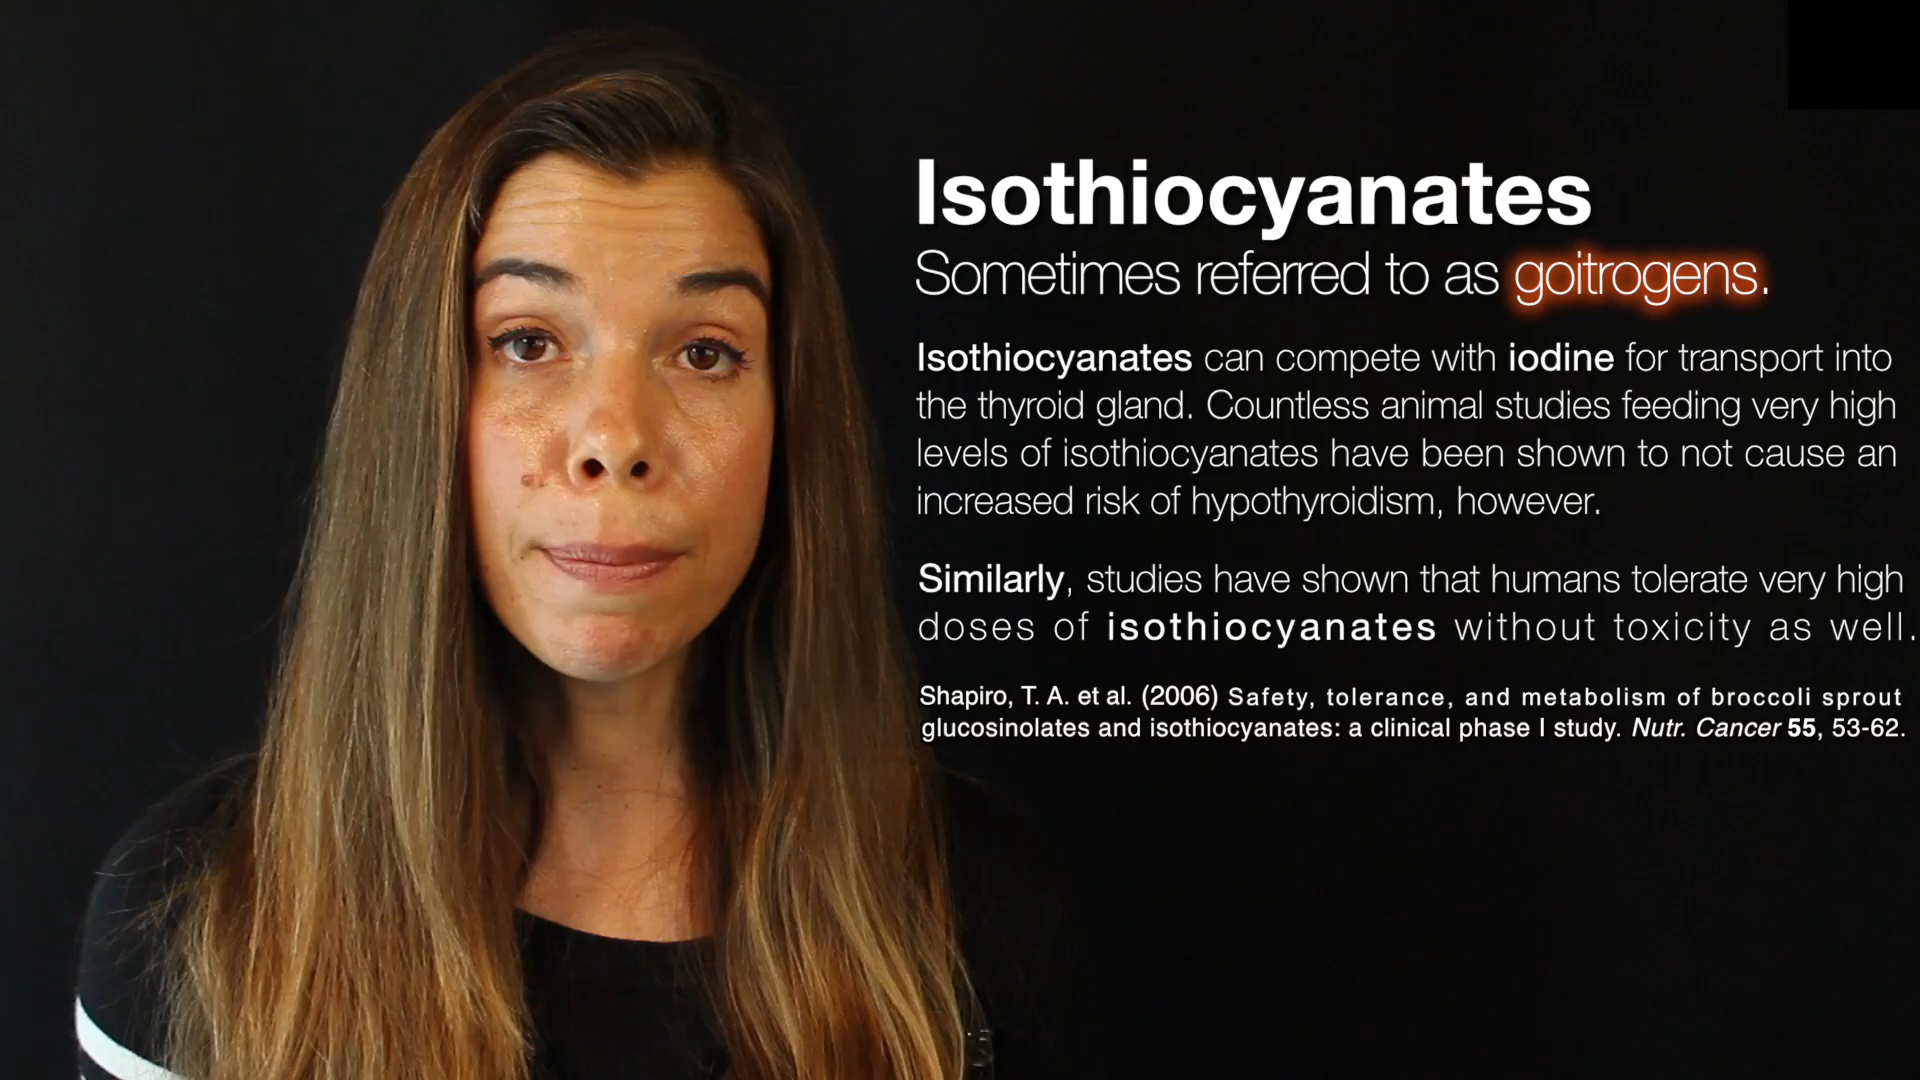 Isothiocyanates
Sometimes referred to as goitrogens.
Isothiocyanates can compete with iodine for transport into
the thyroid gland. Countless animal studies feeding very high
levels of isothiocyanates have been shown to not cause an
increased risk of hypothyroidism, however.
Similarly, studies have shown that humans tolerate very high
doses of isothiocyanates without toxicity as well.
Shapiro, T. A. et al. (2006) Safety, tolerance, and metabolism of broccoli sprout
glucosinolates and isothiocyanates: a clinical phase I study. Nutr. Cancer 55, 53-62.